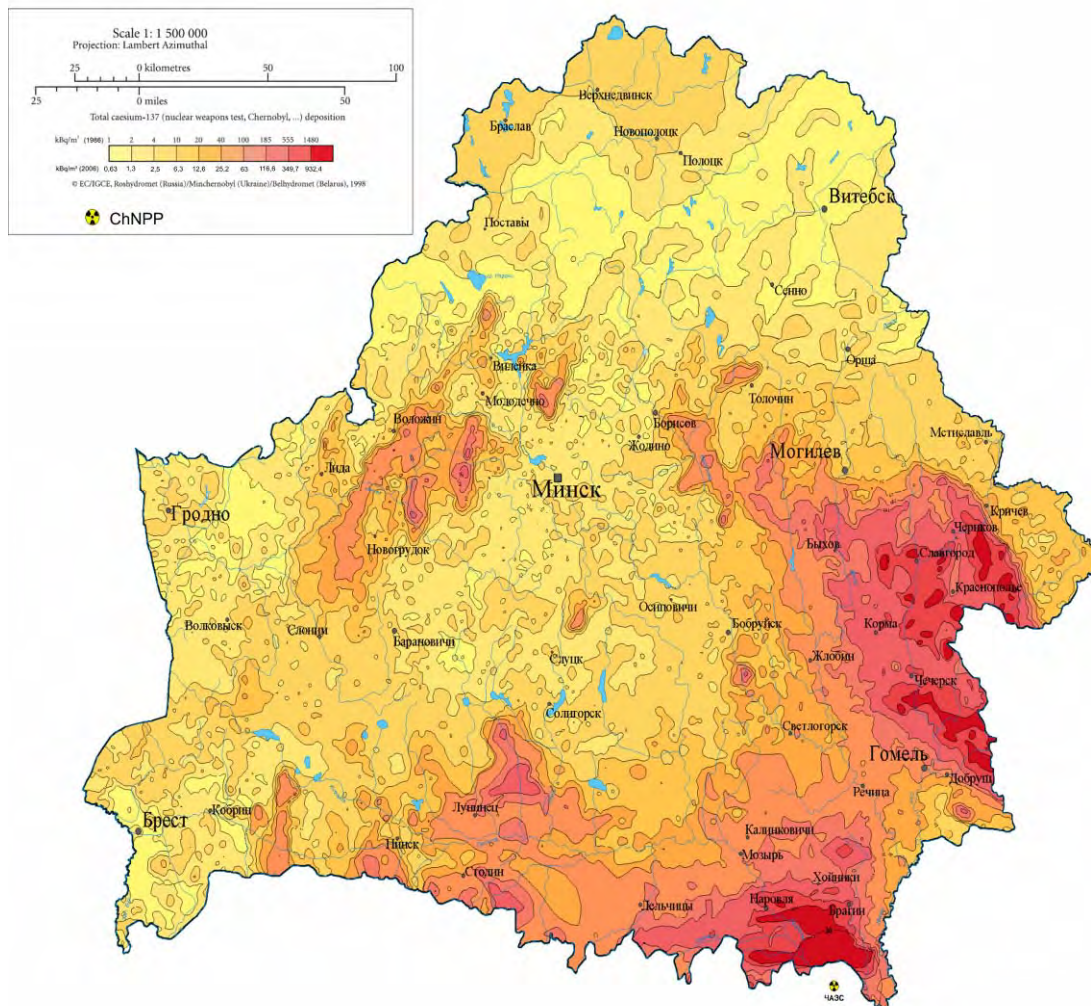 Scale 1: 1 500 000
Projection: Lambert Azimuthal
25 0 kilometres 50 100
25 0 miles 50
Total caesium-137 (nuclear weapons test, Chernobyl, ...) deposition
kBq/m² (1986) 1 2 4 10 20 40 100 185 555 1480
kBq/m² (2006) 0,63 1,3 2,5 6,3 12,6 25,2 63 116,6 349,7 932,4
© EC/IGCE, Roshydromet (Russia)/Minchernobyl (Ukraine)/Belhydromet (Belarus), 1998
ChNPP
Верхнедвинск
Браслав
Новополоцк
Полоцк
Витебск
Поставы
Сенно
Орша
Вилейка
Молодечно
Толочин
Борисов
Воложин
Жодино
Мстиславль
Могилев
Лида
Минск
Гродно
Кричев
Чериков
Новогрудок
Быхов
Славгород
Краснополье
Осиповичи
Волковыск
Слоним
Барановичи
Бобруйск
Корма
Слуцк
Жлобин
Чечерск
Солигорск
Светлогорск
Гомель
Добруш
Речица
Кобрин
Лунинец
Брест
Калинковичи
Пинск
Мозырь
Столин
Хойники
Лельчицы
Наровля
Брагин
ЧАЭС